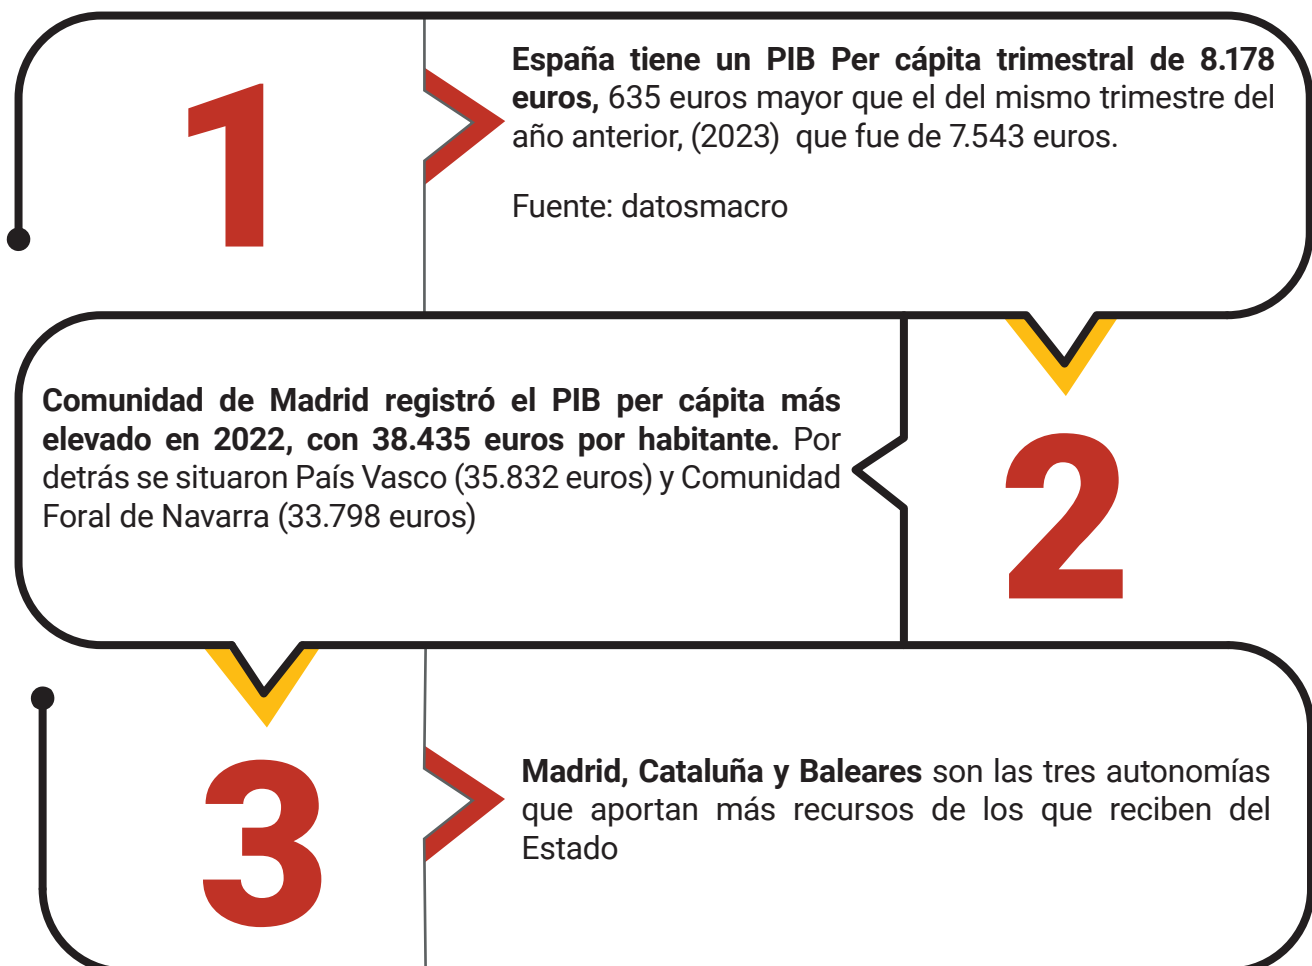 1
España tiene un PIB Per cápita trimestral de 8.178
euros, 635 euros mayor que el del mismo trimestre del
año anterior, (2023) que fue de 7.543 euros.
Fuente: datosmacro
Comunidad de Madrid registró el PIB per cápita más
elevado en 2022, con 38.435 euros por habitante. Por
detrás se situaron País Vasco (35.832 euros) y Comunidad
Foral de Navarra (33.798 euros)
2
3
Madrid, Cataluña y Baleares son las tres autonomías
que aportan más recursos de los que reciben del
Estado